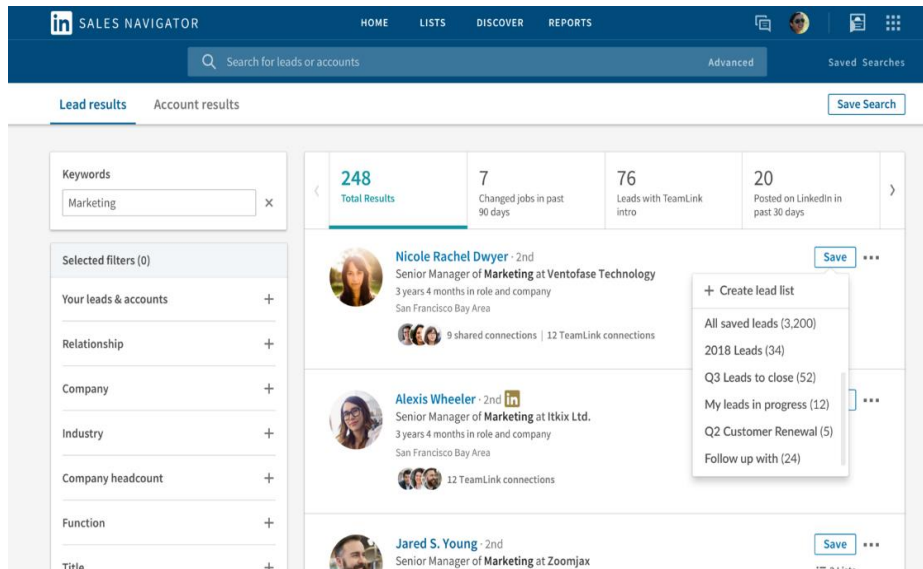 in SALES NAVIGATOR
HOME LISTS DISCOVER REPORTS
Search for leads or accounts
Advanced
Saved Searches
Lead results Account results
Save Search
Keywords
Marketing
Selected filters (0)
Your leads & accounts
Relationship
Company
Industry
Company headcount
Function
Title
248
Total Results
7
Changed jobs in past
90 days
76
Leads with TeamLink
intro
20
Posted on LinkedIn in
past 30 days
Nicole Rachel Dwyer · 2nd
Senior Manager of Marketing at Ventofase Technology
3 years 4 months in role and company
San Francisco Bay Area
9 shared connections | 12 TeamLink connections
Save
+ Create lead list
All saved leads (3,200)
2018 Leads (34)
Q3 Leads to close (52)
My leads in progress (12)
Q2 Customer Renewal (5)
Follow up with (24)
Alexis Wheeler · 2nd in
Senior Manager of Marketing at Itkix Ltd.
3 years 4 months in role and company
San Francisco Bay Area
12 TeamLink connections
Jared S. Young · 2nd
Senior Manager of Marketing at Zoomjax
Save